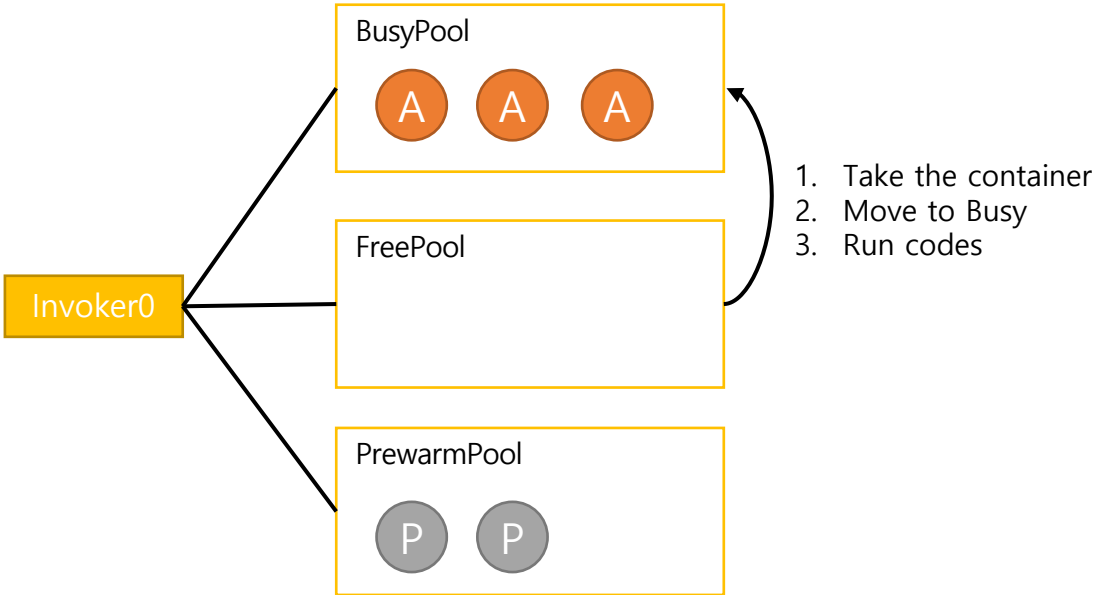 BusyPool
A A A
1. Take the container
2. Move to Busy
3. Run codes
FreePool
Invoker0
PrewarmPool
P P